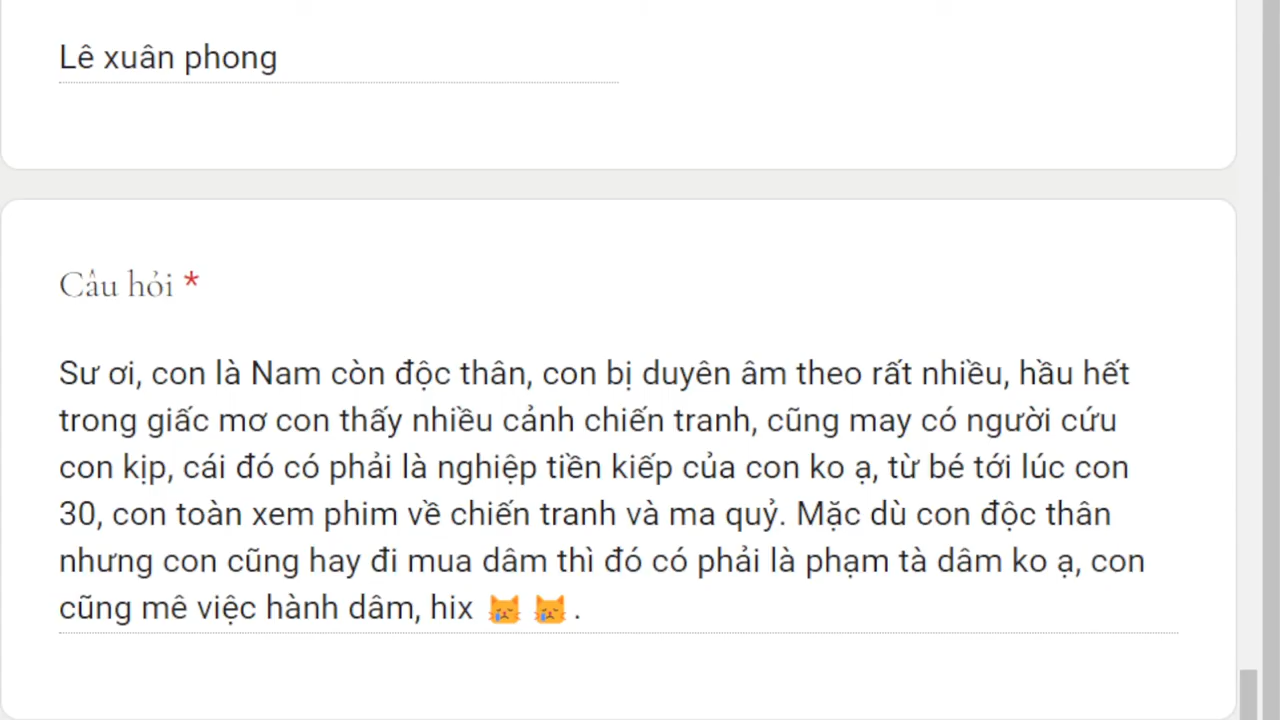 Lê xuân phong
Câu hỏi *
Sư ơi, con là Nam còn độc thân, con bị duyên âm theo rất nhiều, hầu hết
trong giấc mơ con thấy nhiều cảnh chiến tranh, cũng may có người cứu
con kịp, cái đó có phải là nghiệp tiền kiếp của con ko ạ, từ bé tới lúc con
30, con toàn xem phim về chiến tranh và ma quỷ. Mặc dù con độc thân
nhưng con cũng hay đi mua dâm thì đó có phải là phạm tà dâm ko ạ, con
cũng mê việc hành dâm, hix 😿 😿 .